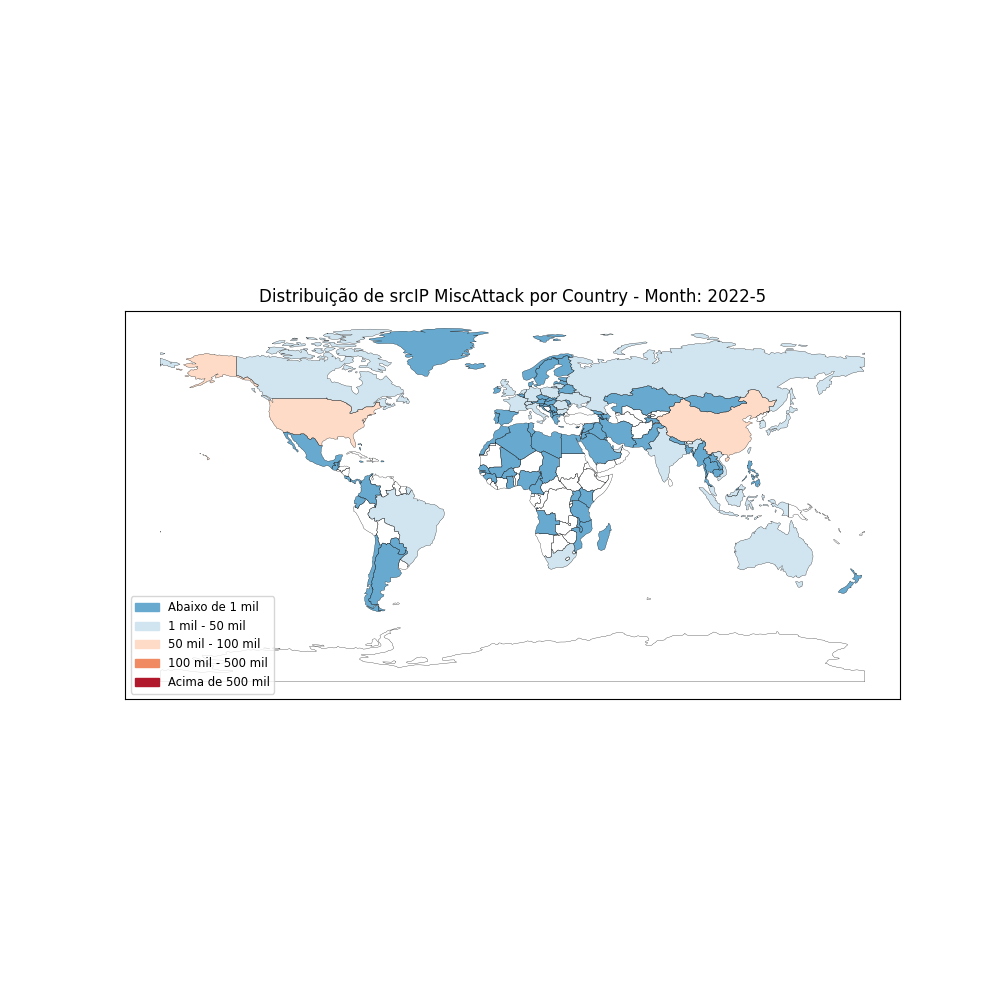 Distribuição de srcIP MiscAttack por Country - Month: 2022-5
Abaixo de 1 mil
1 mil - 50 mil
50 mil - 100 mil
100 mil - 500 mil
Acima de 500 mil